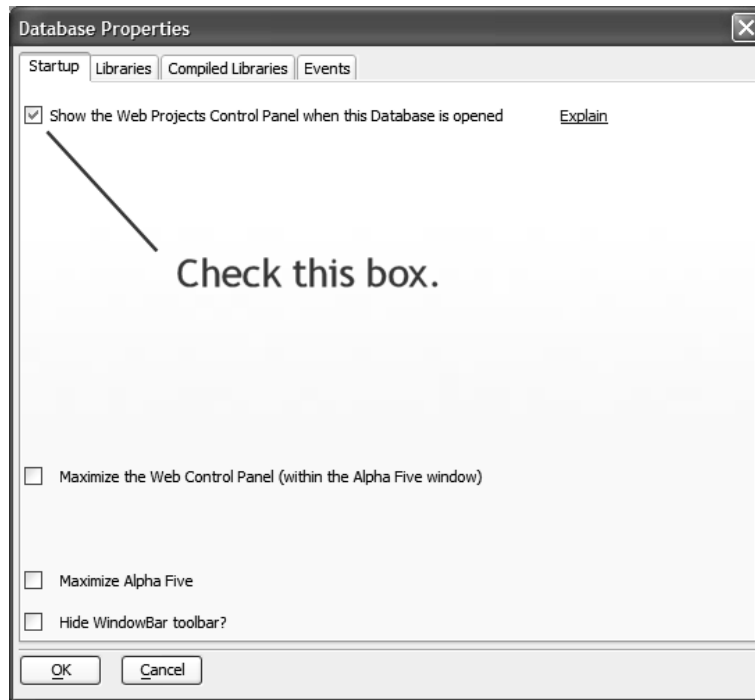 Database Properties
Startup Libraries Compiled Libraries Events
Show the Web Projects Control Panel when this Database is opened Explain
Check this box.
Maximize the Web Control Panel (within the Alpha Five window)
Maximize Alpha Five
Hide WindowBar toolbar?
OK Cancel